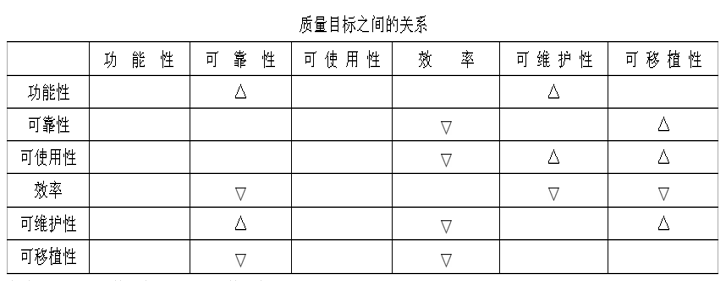 质量目标之间的关系
功能性 可靠性 可使用性 效率 可维护性 可移植性
功能性 △ △
可靠性 ▽ △
可使用性 ▽ △ △
效率 ▽ ▽ ▽
可维护性 △ ▽ △
可移植性 ▽ ▽